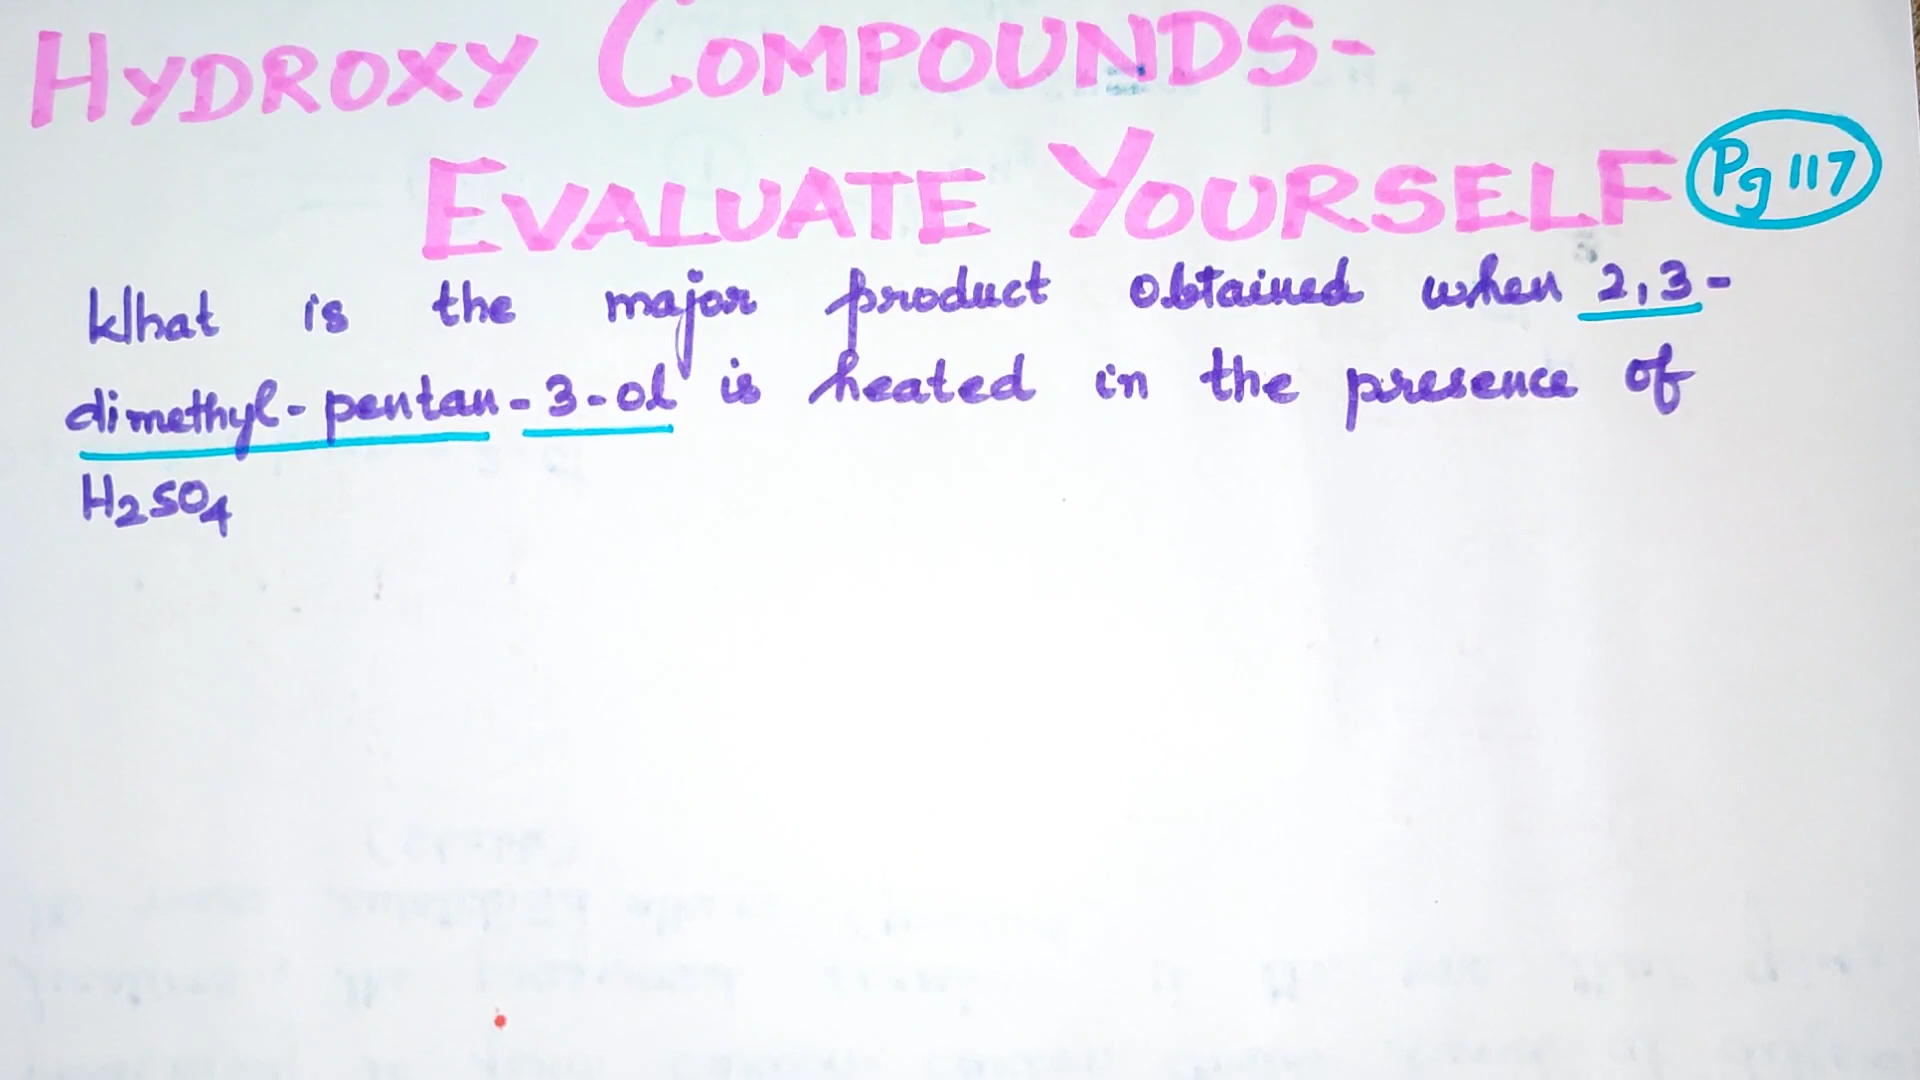 HYDROXY COMPOUNDS-
EVALUATE YOURSELF Pg 117
What is the major product obtained when 2,3-
dimethyl-pentan-3-ol is heated in the presence of
H₂SO₄